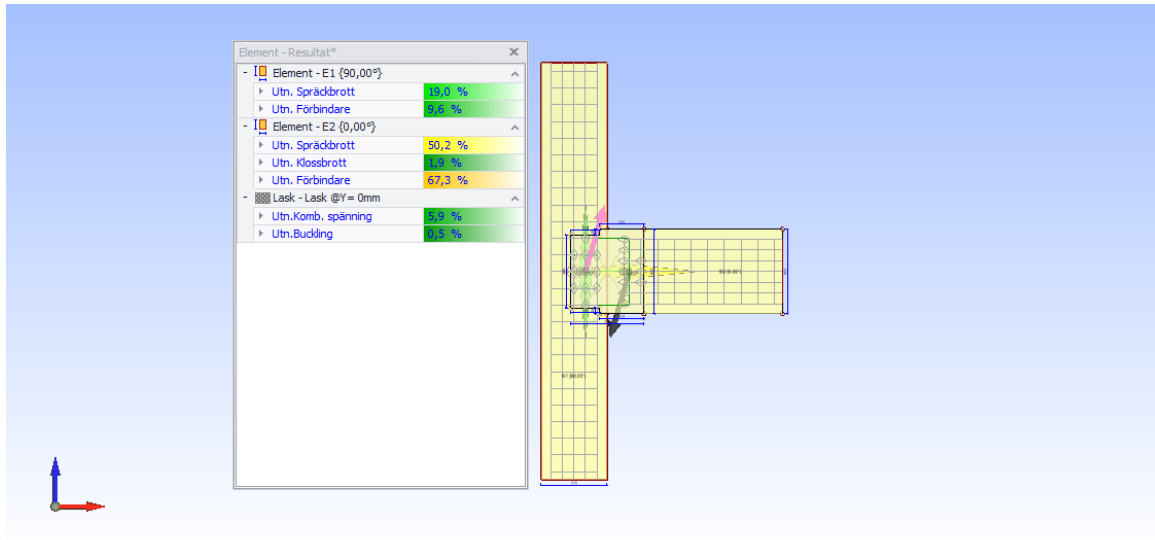 Element - Resultat*
- Element - E1 {90,00°}
Utn. Spräckbrott 19,0 %
Utn. Förbindare 9,6 %
- Element - E2 {0,00°}
Utn. Spräckbrott 50,2 %
Utn. Klossbrott 1,9 %
Utn. Förbindare 67,3 %
- Lask - Lask @Y= 0mm
Utn.Komb. spänning 5,9 %
Utn.Buckling 0,5 %